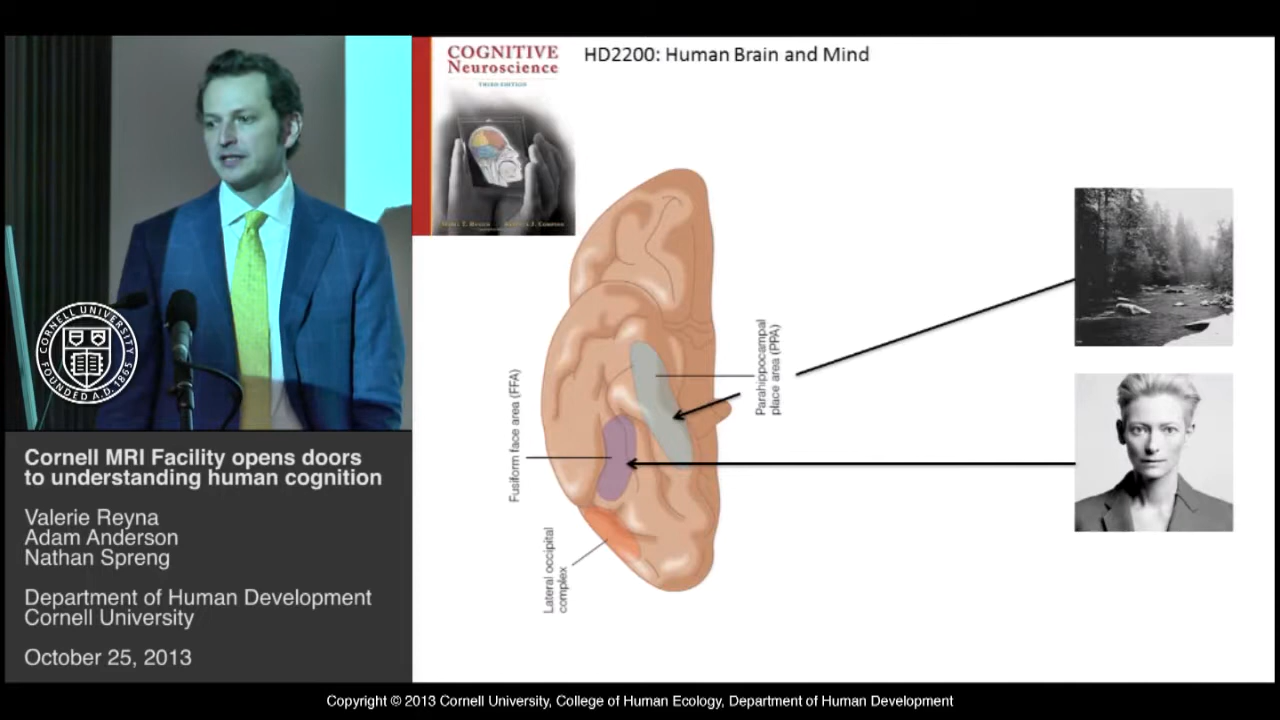 COGNITIVE
Neuroscience
THIRD EDITION
HD2200: Human Brain and Mind
Parahippocampal
place area (PPA)
Fusiform face area (FFA)
Lateral occipital
complex
CORNELL UNIVERSITY
FOUNDED A.D. 1865
Cornell MRI Facility opens doors
to understanding human cognition
Valerie Reyna
Adam Anderson
Nathan Spreng
Department of Human Development
Cornell University
October 25, 2013
Copyright © 2013 Cornell University, College of Human Ecology, Department of Human Development